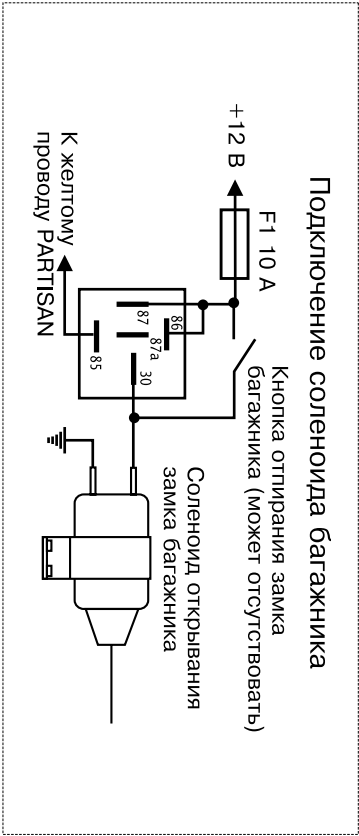 Подключение соленоида багажника
Кнопка отпирания замка
багажника (может отсутствовать)
F1 10 А
+12 В
86
87
87a
30
85
К желтому
проводу PARTISAN
Соленоид открывания
замка багажника